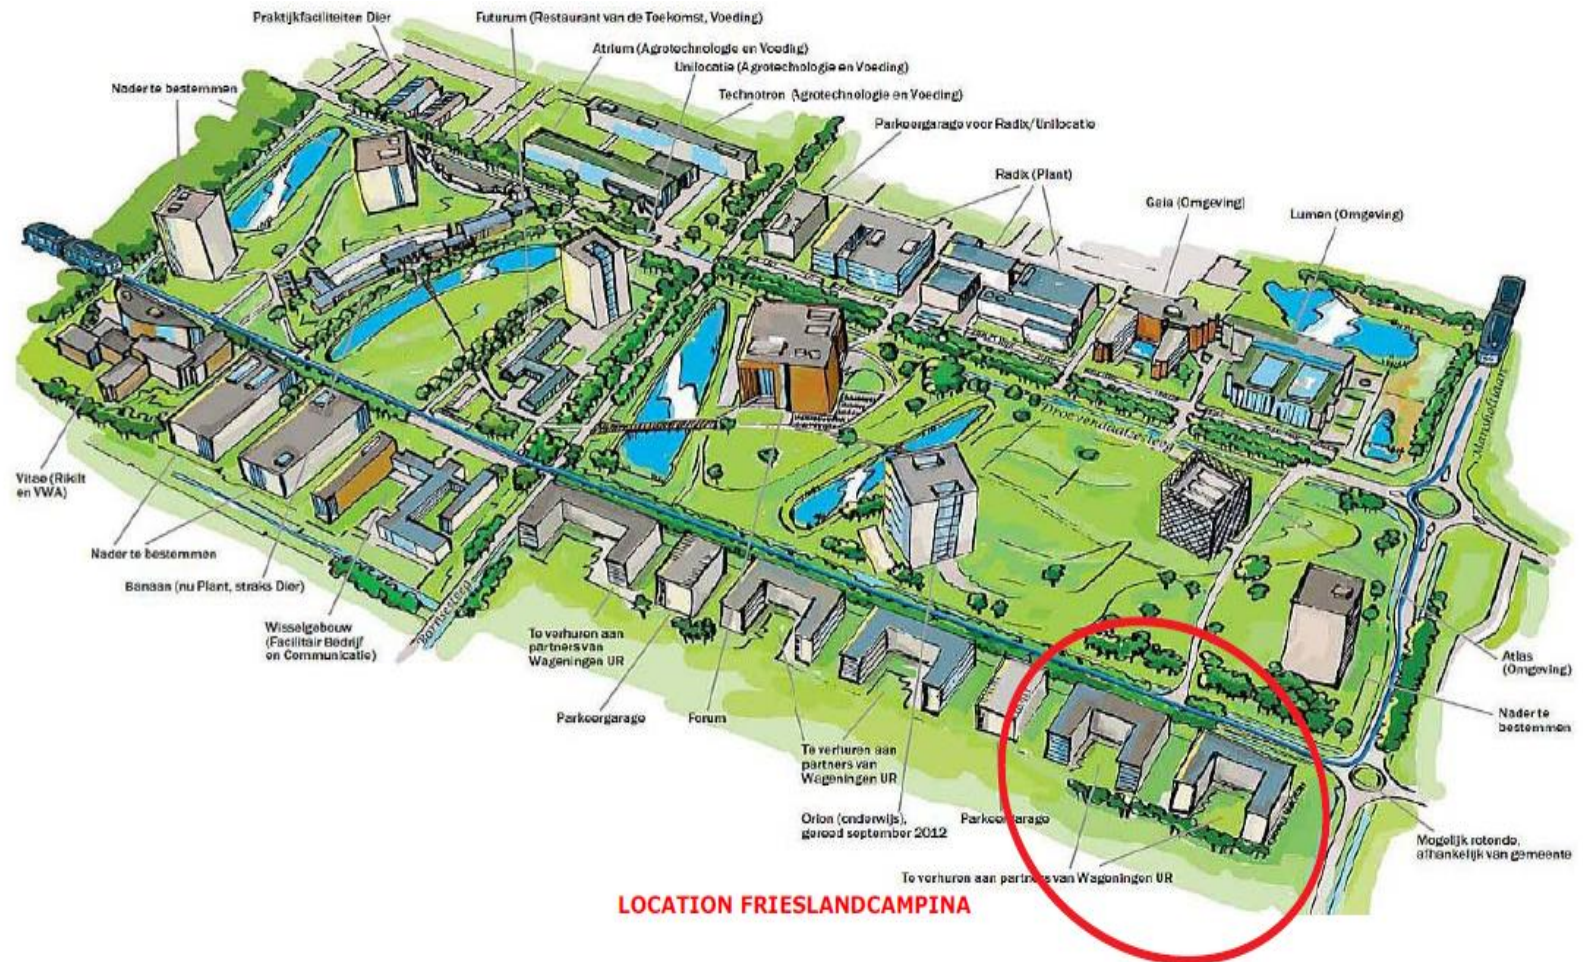 Praktijkfaciliteiten Dier
Futurum (Restaurant van de Toekomst, Voeding)
Atrium (Agrotechnologie en Voeding)
Unilocatie (Agrotechnologie en Voeding)
Nader te bestemmen
Technotron (Agrotechnologie en Voeding)
Parkeergarage voor Radix/Unilocatie
Radix (Plant)
Gaia (Omgeving)
Lumen (Omgeving)
Mansholtlaan
Droevendaalsesteeg
Vitae (Rikilt
en VWA)
Nader te bestemmen
Banaan (nu Plant, straks Dier)
Wisselgebouw
(Facilitair Bedrijf
en Communicatie)
Bornsesteeg
Te verhuren aan
partners van
Wageningen UR
Parkeergarage
Forum
Te verhuren aan
partners van
Wageningen UR
Orion (onderwijs),
gereed september 2012
Parkeergarage
Te verhuren aan partners van Wageningen UR
Atlas
(Omgeving)
Nader te
bestemmen
Mogelijk rotonde,
afhankelijk van gemeente
LOCATION FRIESLANDCAMPINA